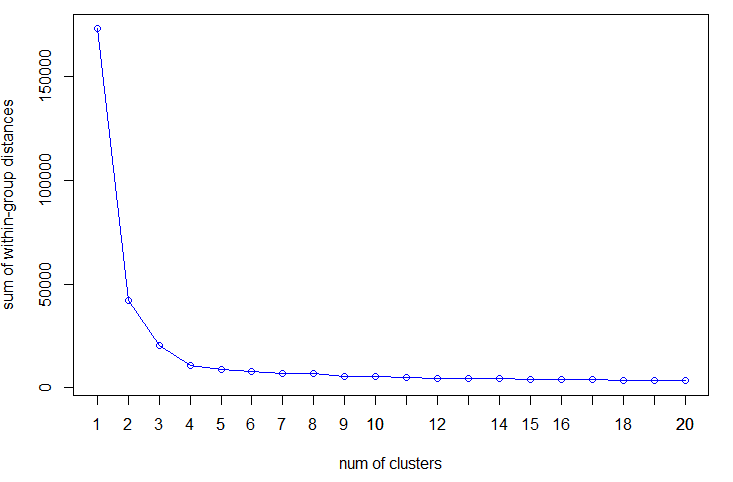 sum of within-group distances
150000
100000
50000
0
1 2 3 4 5 6 7 8 9 10 12 14 15 16 18 20
num of clusters